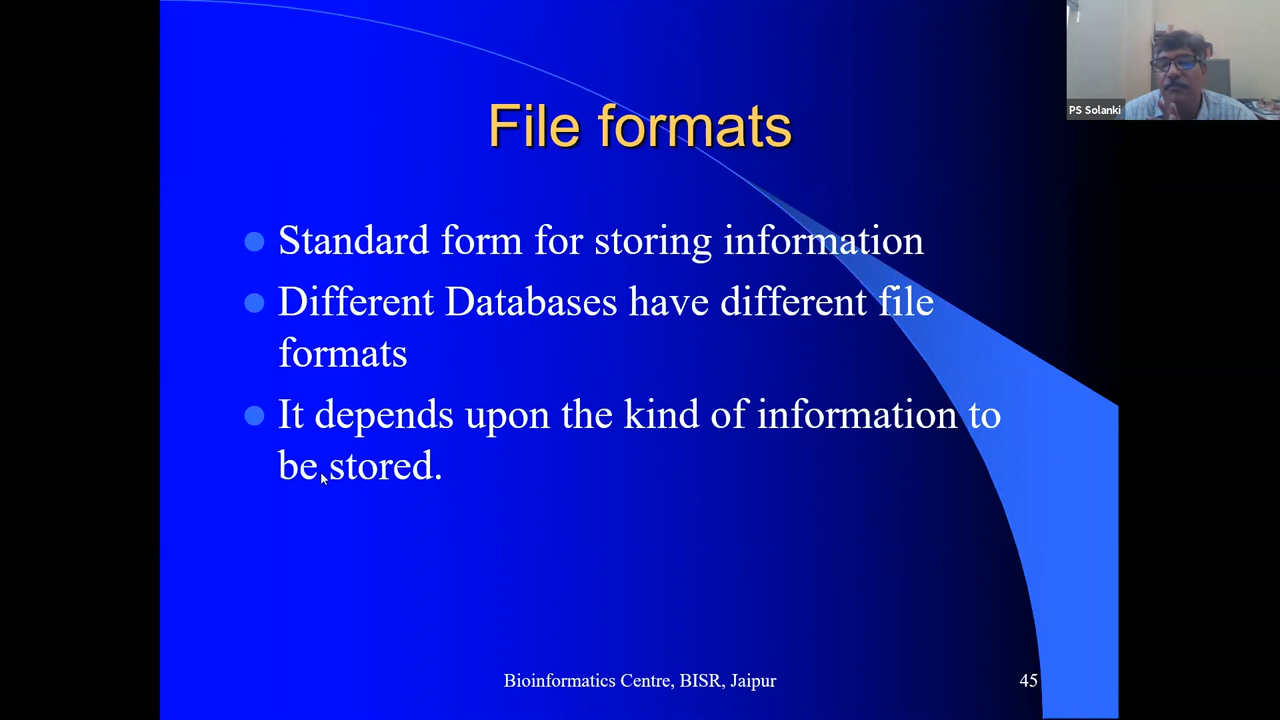 PS Solanki
File formats
Standard form for storing information
Different Databases have different file
formats
It depends upon the kind of information to
be stored.
Bioinformatics Centre, BISR, Jaipur
45